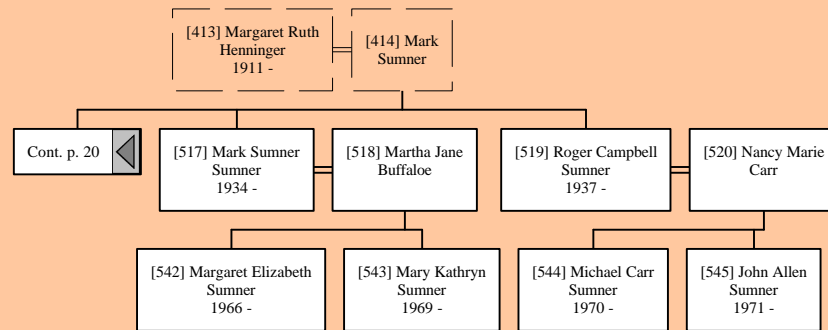 [413] Margaret Ruth
Henninger
1911 -
[414] Mark
Sumner
Cont. p. 20
[517] Mark Sumner
Sumner
1934 -
[518] Martha Jane
Buffaloe
[519] Roger Campbell
Sumner
1937 -
[520] Nancy Marie
Carr
[542] Margaret Elizabeth
Sumner
1966 -
[543] Mary Kathryn
Sumner
1969 -
[544] Michael Carr
Sumner
1970 -
[545] John Allen
Sumner
1971 -